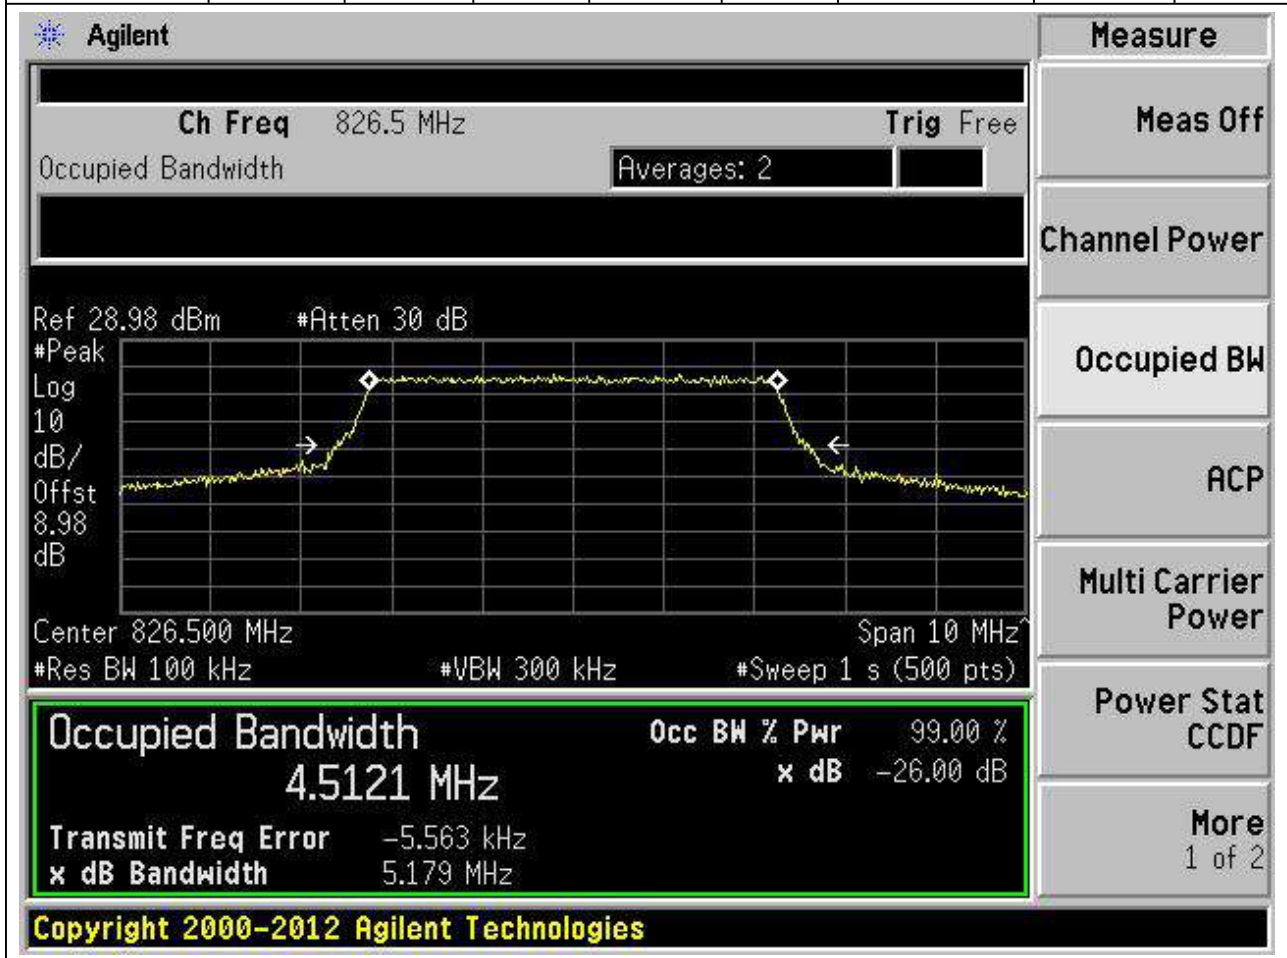 Agilent
Measure
Ch Freq 826.5 MHz Trig Free
Occupied Bandwidth Averages: 2
Meas Off
Channel Power
Occupied BW
ACP
Multi Carrier
Power
Power Stat
CCDF
More
1 of 2
Ref 28.98 dBm #Atten 30 dB
#Peak
Log
10
dB/
Offst
8.98
dB
Center 826.500 MHz Span 10 MHz^
#Res BW 100 kHz #VBW 300 kHz #Sweep 1 s (500 pts)
Occupied Bandwidth Occ BW % Pwr 99.00 %
4.5121 MHz x dB -26.00 dB
Transmit Freq Error -5.563 kHz
x dB Bandwidth 5.179 MHz
Copyright 2000-2012 Agilent Technologies